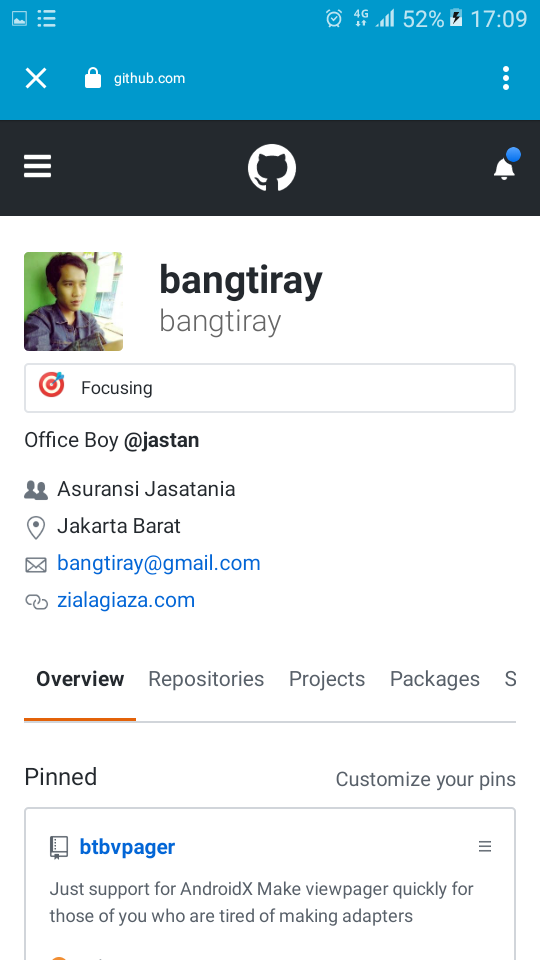 4G 52% 17:09
github.com
bangtiray
bangtiray
Focusing
Office Boy @jastan
Asuransi Jasatania
Jakarta Barat
bangtiray@gmail.com
zialagiaza.com
Overview Repositories Projects Packages S
Pinned Customize your pins
btbvpager
Just support for AndroidX Make viewpager quickly for
those of you who are tired of making adapters